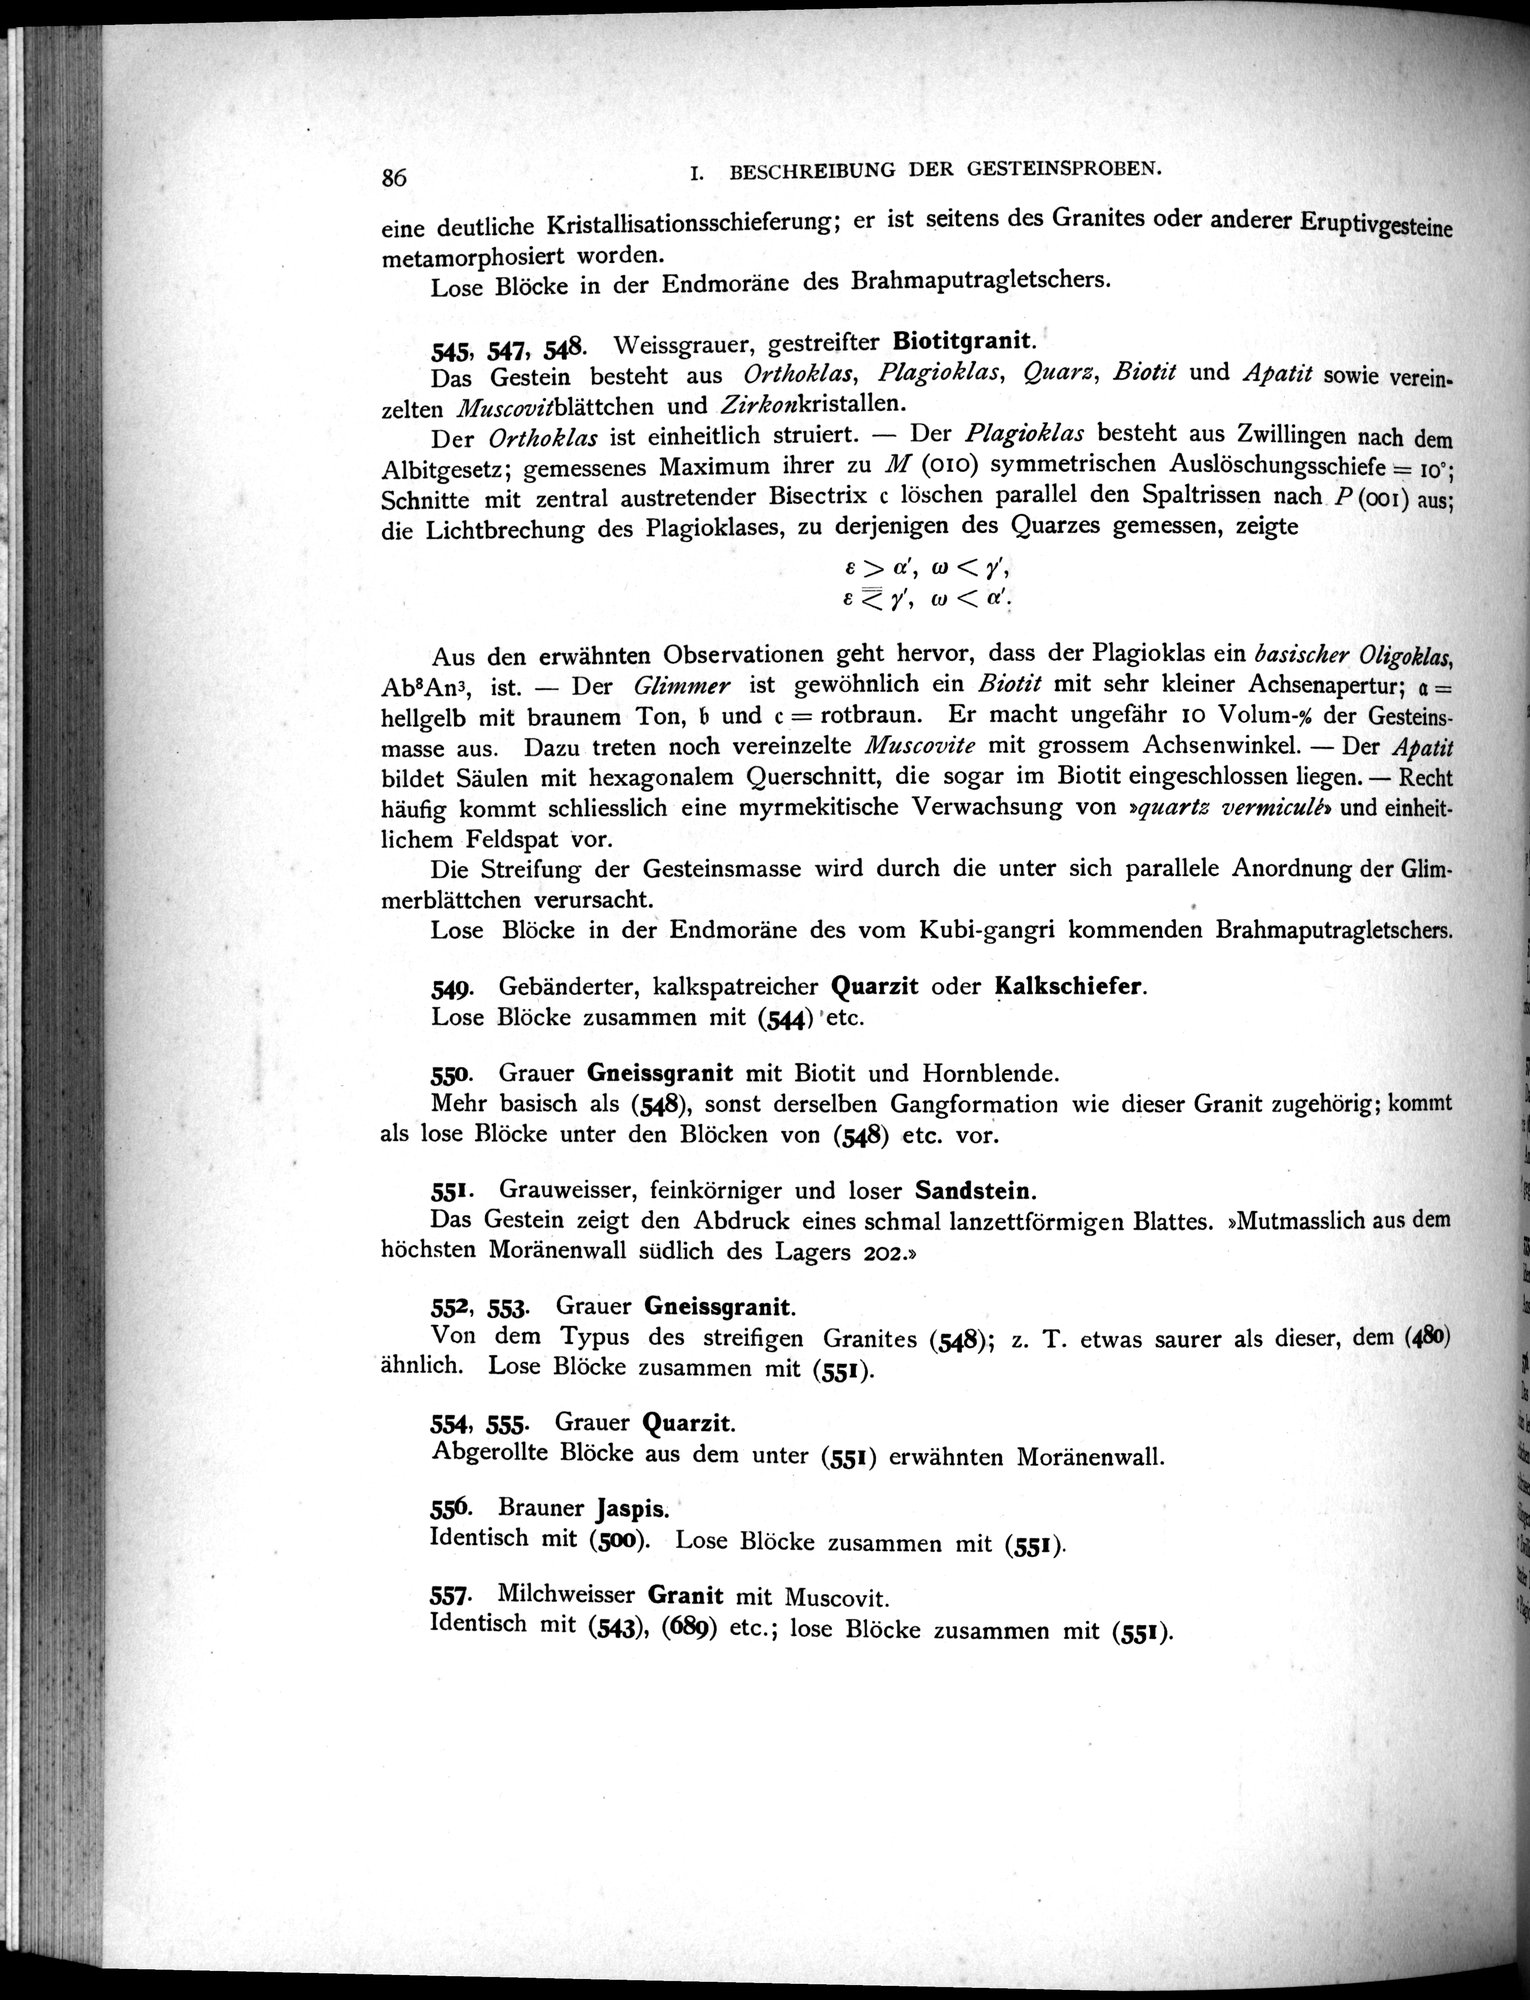 86
I. BESCHREIBUNG DER GESTEINSPROBEN.
eine deutliche Kristallisationsschieferung; er ist seitens des Granites oder anderer Eruptivgesteine
metamorphosiert worden.
Lose Blöcke in der Endmoräne des Brahmaputragletschers.
545, 547, 548. Weissgrauer, gestreifter Biotitgranit.
Das Gestein besteht aus Orthoklas, Plagioklas, Quarz, Biotit und Apatit sowie verein-
zelten Muscovitblättchen und Zirkonkristallen.
Der Orthoklas ist einheitlich struiert. — Der Plagioklas besteht aus Zwillingen nach dem
Albitgesetz; gemessenes Maximum ihrer zu M (010) symmetrischen Auslöschungsschiefe = 10°;
Schnitte mit zentral austretender Bisectrix c löschen parallel den Spaltrissen nach P (001) aus;
die Lichtbrechung des Plagioklases, zu derjenigen des Quarzes gemessen, zeigte
ε > α', ω < γ',
ε ⋜ γ', ω < α'.
Aus den erwähnten Observationen geht hervor, dass der Plagioklas ein basischer Oligoklas,
Ab⁸An³, ist. — Der Glimmer ist gewöhnlich ein Biotit mit sehr kleiner Achsenapertur; a =
hellgelb mit braunem Ton, b und c = rotbraun. Er macht ungefähr 10 Volum-% der Gesteins-
masse aus. Dazu treten noch vereinzelte Muscovite mit grossem Achsenwinkel. — Der Apatit
bildet Säulen mit hexagonalem Querschnitt, die sogar im Biotit eingeschlossen liegen. — Recht
häufig kommt schliesslich eine myrmekitische Verwachsung von »quartz vermiculé» und einheit-
lichem Feldspat vor.
Die Streifung der Gesteinsmasse wird durch die unter sich parallele Anordnung der Glim-
merblättchen verursacht.
Lose Blöcke in der Endmoräne des vom Kubi-gangri kommenden Brahmaputragletschers.
549. Gebänderter, kalkspatreicher Quarzit oder Kalkschiefer.
Lose Blöcke zusammen mit (544) etc.
550. Grauer Gneissgranit mit Biotit und Hornblende.
Mehr basisch als (548), sonst derselben Gangformation wie dieser Granit zugehörig; kommt
als lose Blöcke unter den Blöcken von (548) etc. vor.
551. Grauweisser, feinkörniger und loser Sandstein.
Das Gestein zeigt den Abdruck eines schmal lanzettförmigen Blattes. »Mutmasslich aus dem
höchsten Moränenwall südlich des Lagers 202.»
552, 553. Grauer Gneissgranit.
Von dem Typus des streifigen Granites (548); z. T. etwas saurer als dieser, dem (480)
ähnlich. Lose Blöcke zusammen mit (551).
554, 555. Grauer Quarzit.
Abgerollte Blöcke aus dem unter (551) erwähnten Moränenwall.
556. Brauner Jaspis.
Identisch mit (500). Lose Blöcke zusammen mit (551).
557. Milchweisser Granit mit Muscovit.
Identisch mit (543), (689) etc.; lose Blöcke zusammen mit (551).